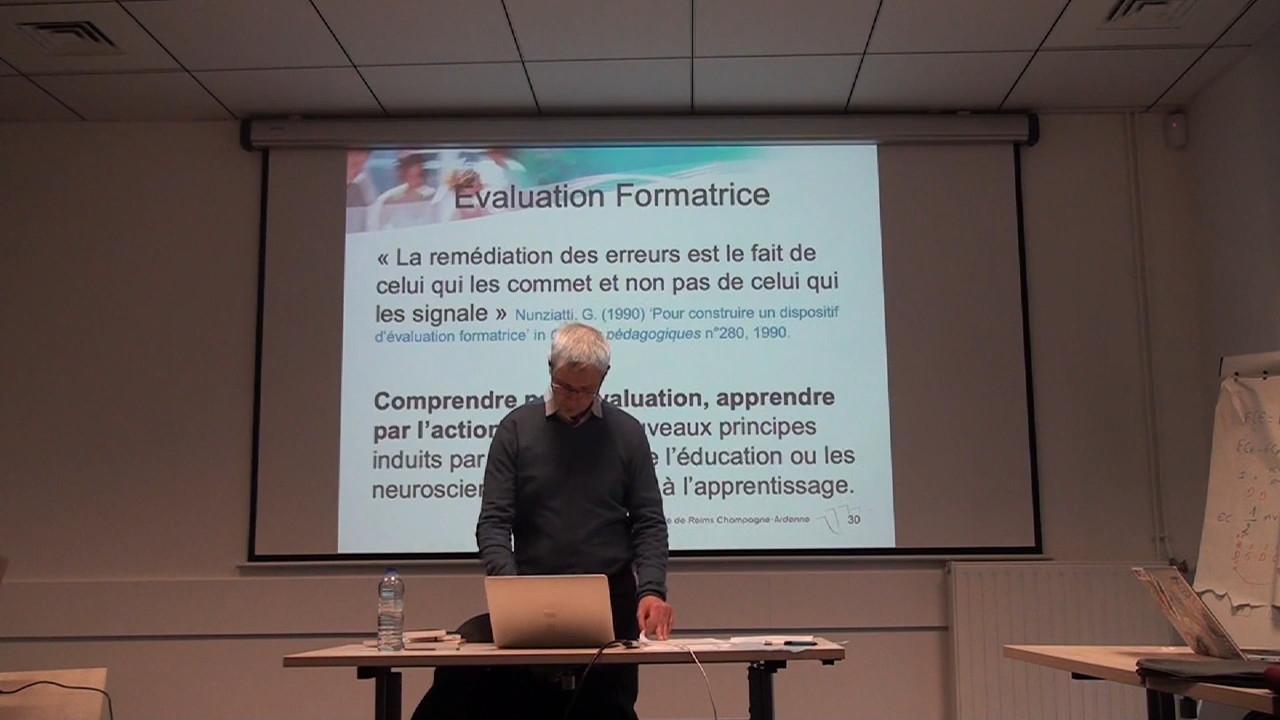 Evaluation Formatrice
« La remédiation des erreurs est le fait de
celui qui les commet et non pas de celui qui
les signale » Nunziatti. G. (1990) 'Pour construire un dispositif
d'évaluation formatrice' in pédagogiques n°280, 1990.
Comprendre valuation, apprendre
par l'action uveaux principes
induits par l'éducation ou les
neuroscien à l'apprentissage.
de Reims Champagne-Ardenne 30